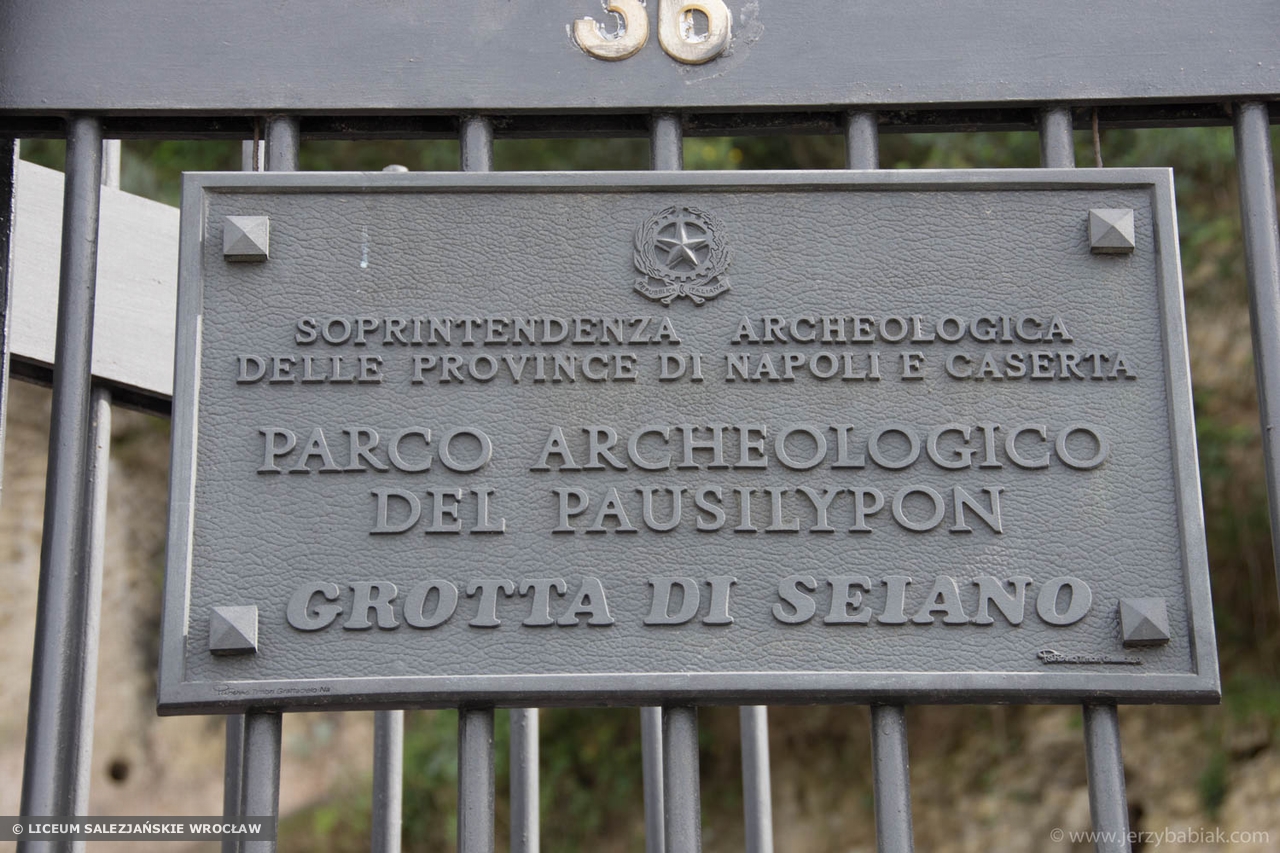 36
REPUBBLICA ITALIANA
SOPRINTENDENZA ARCHEOLOGICA
DELLE PROVINCE DI NAPOLI E CASERTA
PARCO ARCHEOLOGICO
DEL PAUSILYPON
GROTTA DI SEIANO
© LICEUM SALEZJAŃSKIE WROCŁAW
© www.jerzybabiak.com